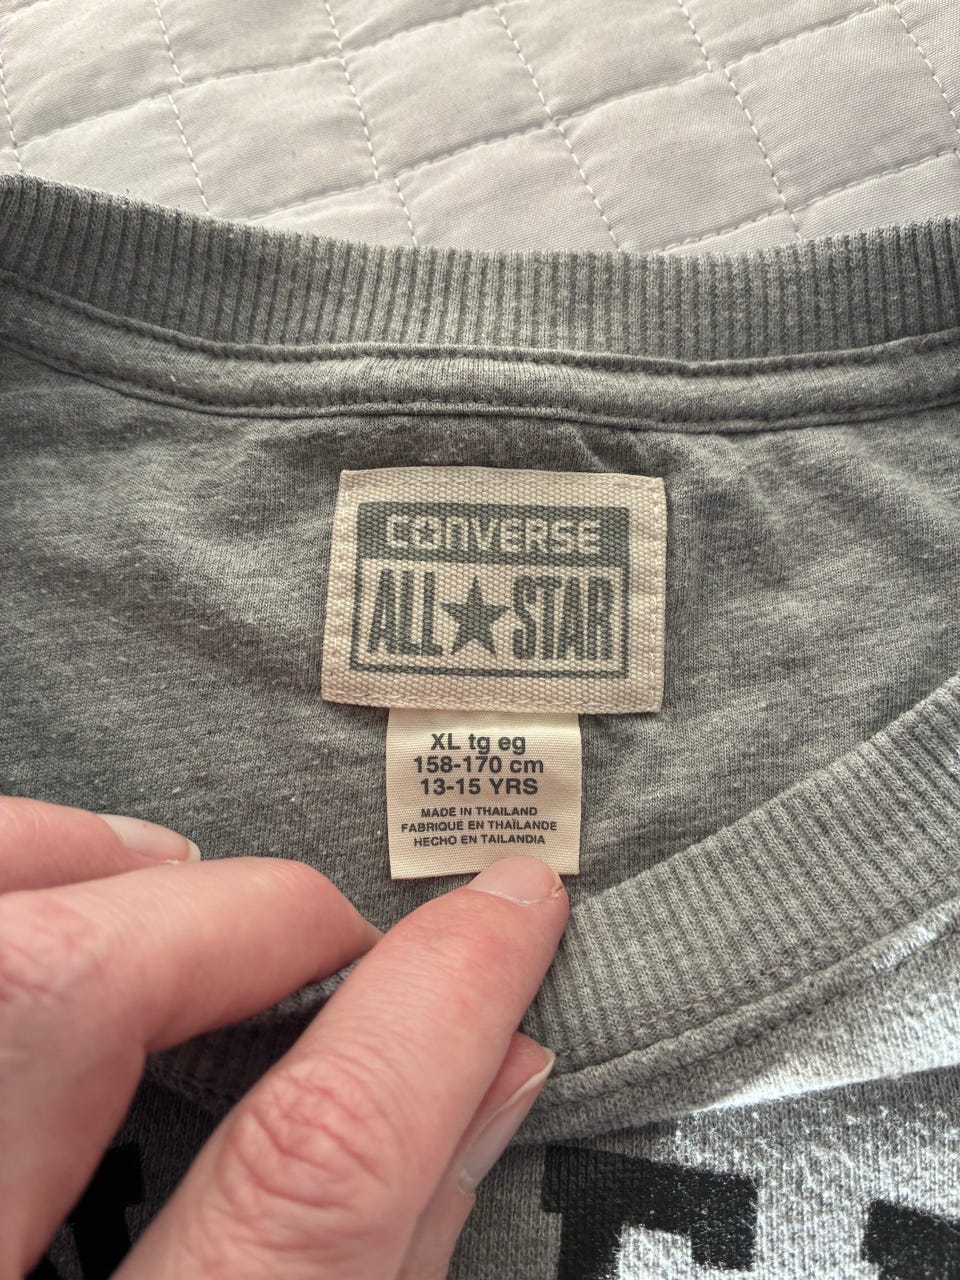 CONVERSE
ALL★STAR
XL tg eg
158-170 cm
13-15 YRS
MADE IN THAILAND
FABRIQUE EN THAÏLANDE
HECHO EN TAILANDIA